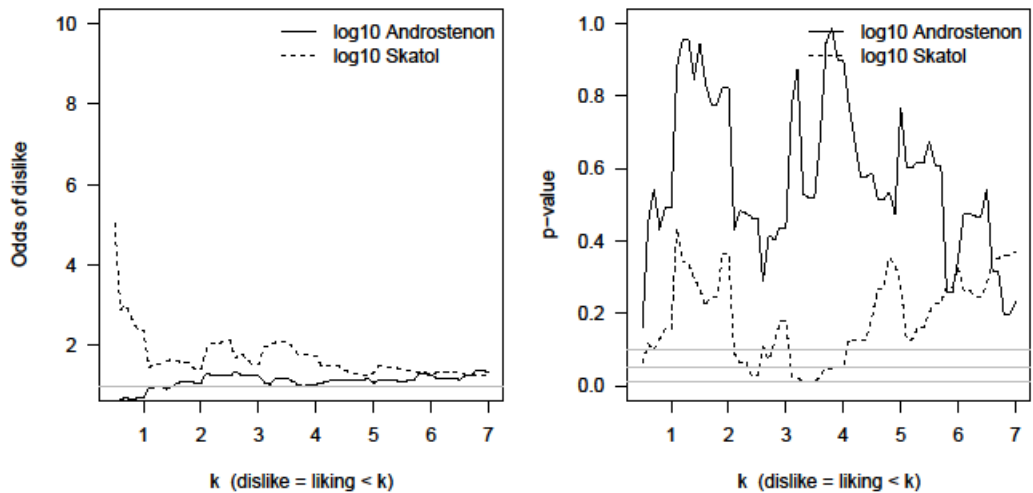 10
8
6
4
2
Odds of dislike
log10 Androstenon
log10 Skatol
1 2 3 4 5 6 7
k (dislike = liking < k)
1.0
0.8
0.6
0.4
0.2
0.0
p-value
log10 Androstenon
log10 Skatol
1 2 3 4 5 6 7
k (dislike = liking < k)